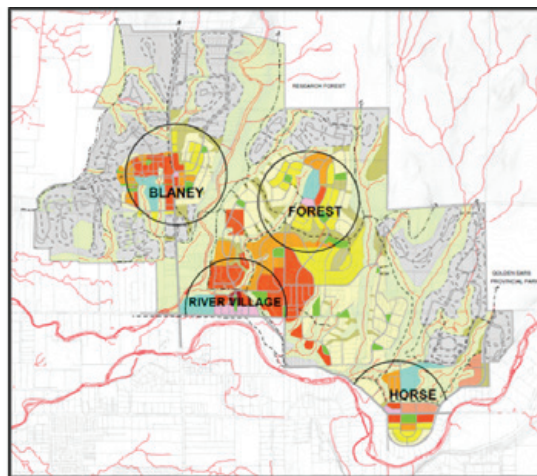 RESEARCH FOREST
BLANEY
FOREST
GOLDEN EARS
PROVINCIAL PARK
RIVER VILLAGE
HORSE